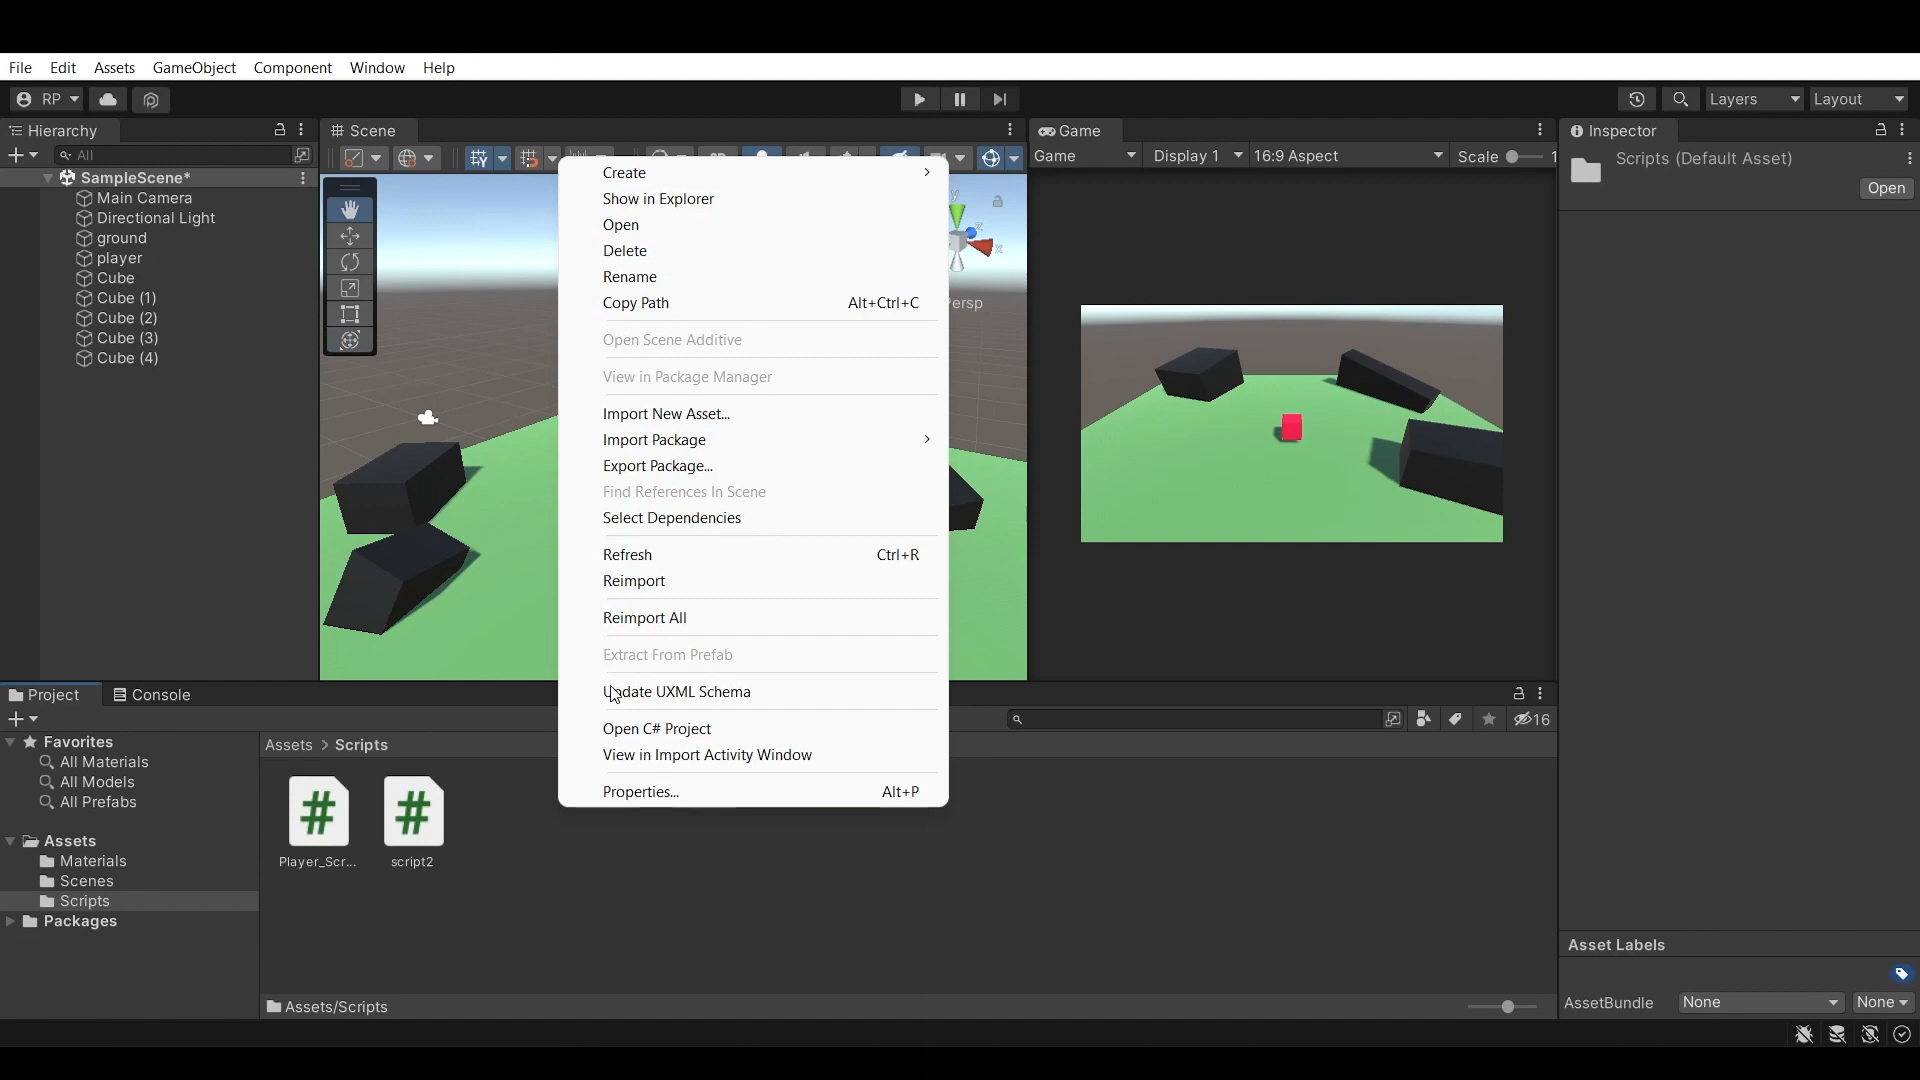 File Edit Assets GameObject Component Window Help
RP
Layers Layout
Hierarchy
All
SampleScene*
Main Camera
Directional Light
ground
player
Cube
Cube (1)
Cube (2)
Cube (3)
Cube (4)
Scene
Create
Show in Explorer
Open
Delete
Rename
Copy Path Alt+Ctrl+C
Open Scene Additive
View in Package Manager
Import New Asset...
Import Package
Export Package...
Find References In Scene
Select Dependencies
Refresh Ctrl+R
Reimport
Reimport All
Extract From Prefab
Update UXML Schema
Open C# Project
View in Import Activity Window
Properties... Alt+P
y
z
x
Game
Game Display 1 16:9 Aspect Scale 1
Inspector
Scripts (Default Asset)
Open
Project Console
16
Favorites
All Materials
All Models
All Prefabs
Assets
Materials
Scenes
Scripts
Packages
Assets > Scripts
Player_Scr... script2
Assets/Scripts
Asset Labels
AssetBundle None None